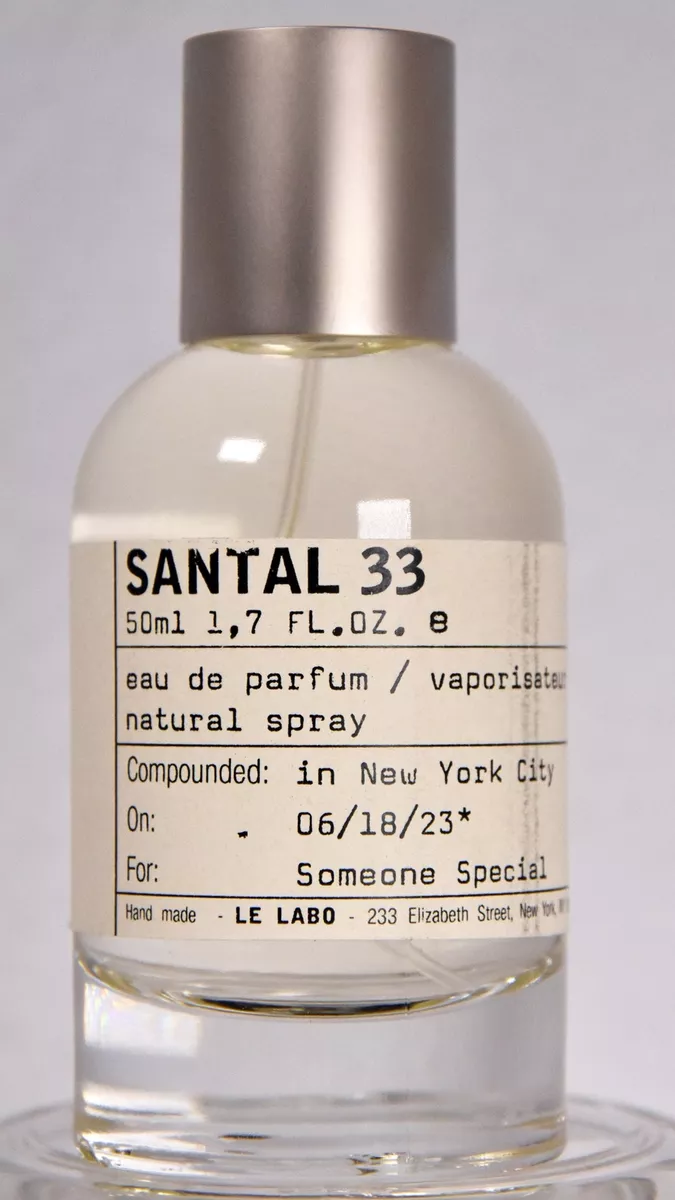 SANTAL 33
50ml 1,7 FL.OZ. 8
eau de parfum / vaporisateur
natural spray
Compounded: in New York City
On: 06/18/23*
For: Someone Special
Hand made - LE LABO - 233 Elizabeth Street, New York,